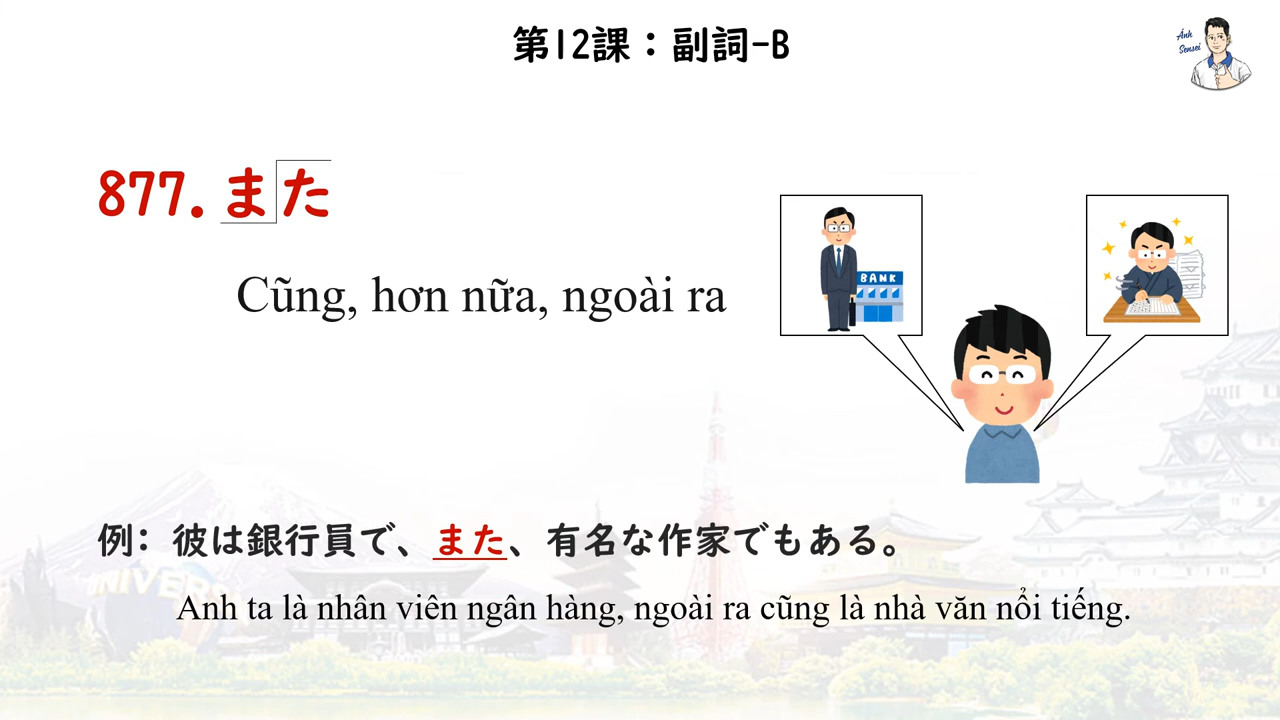 第12課：副詞-B
Ánh
Sensei
877. また
Cũng, hơn nữa, ngoài ra
BANK
例: 彼は銀行員で、また、有名な作家でもある。
Anh ta là nhân viên ngân hàng, ngoài ra cũng là nhà văn nổi tiếng.